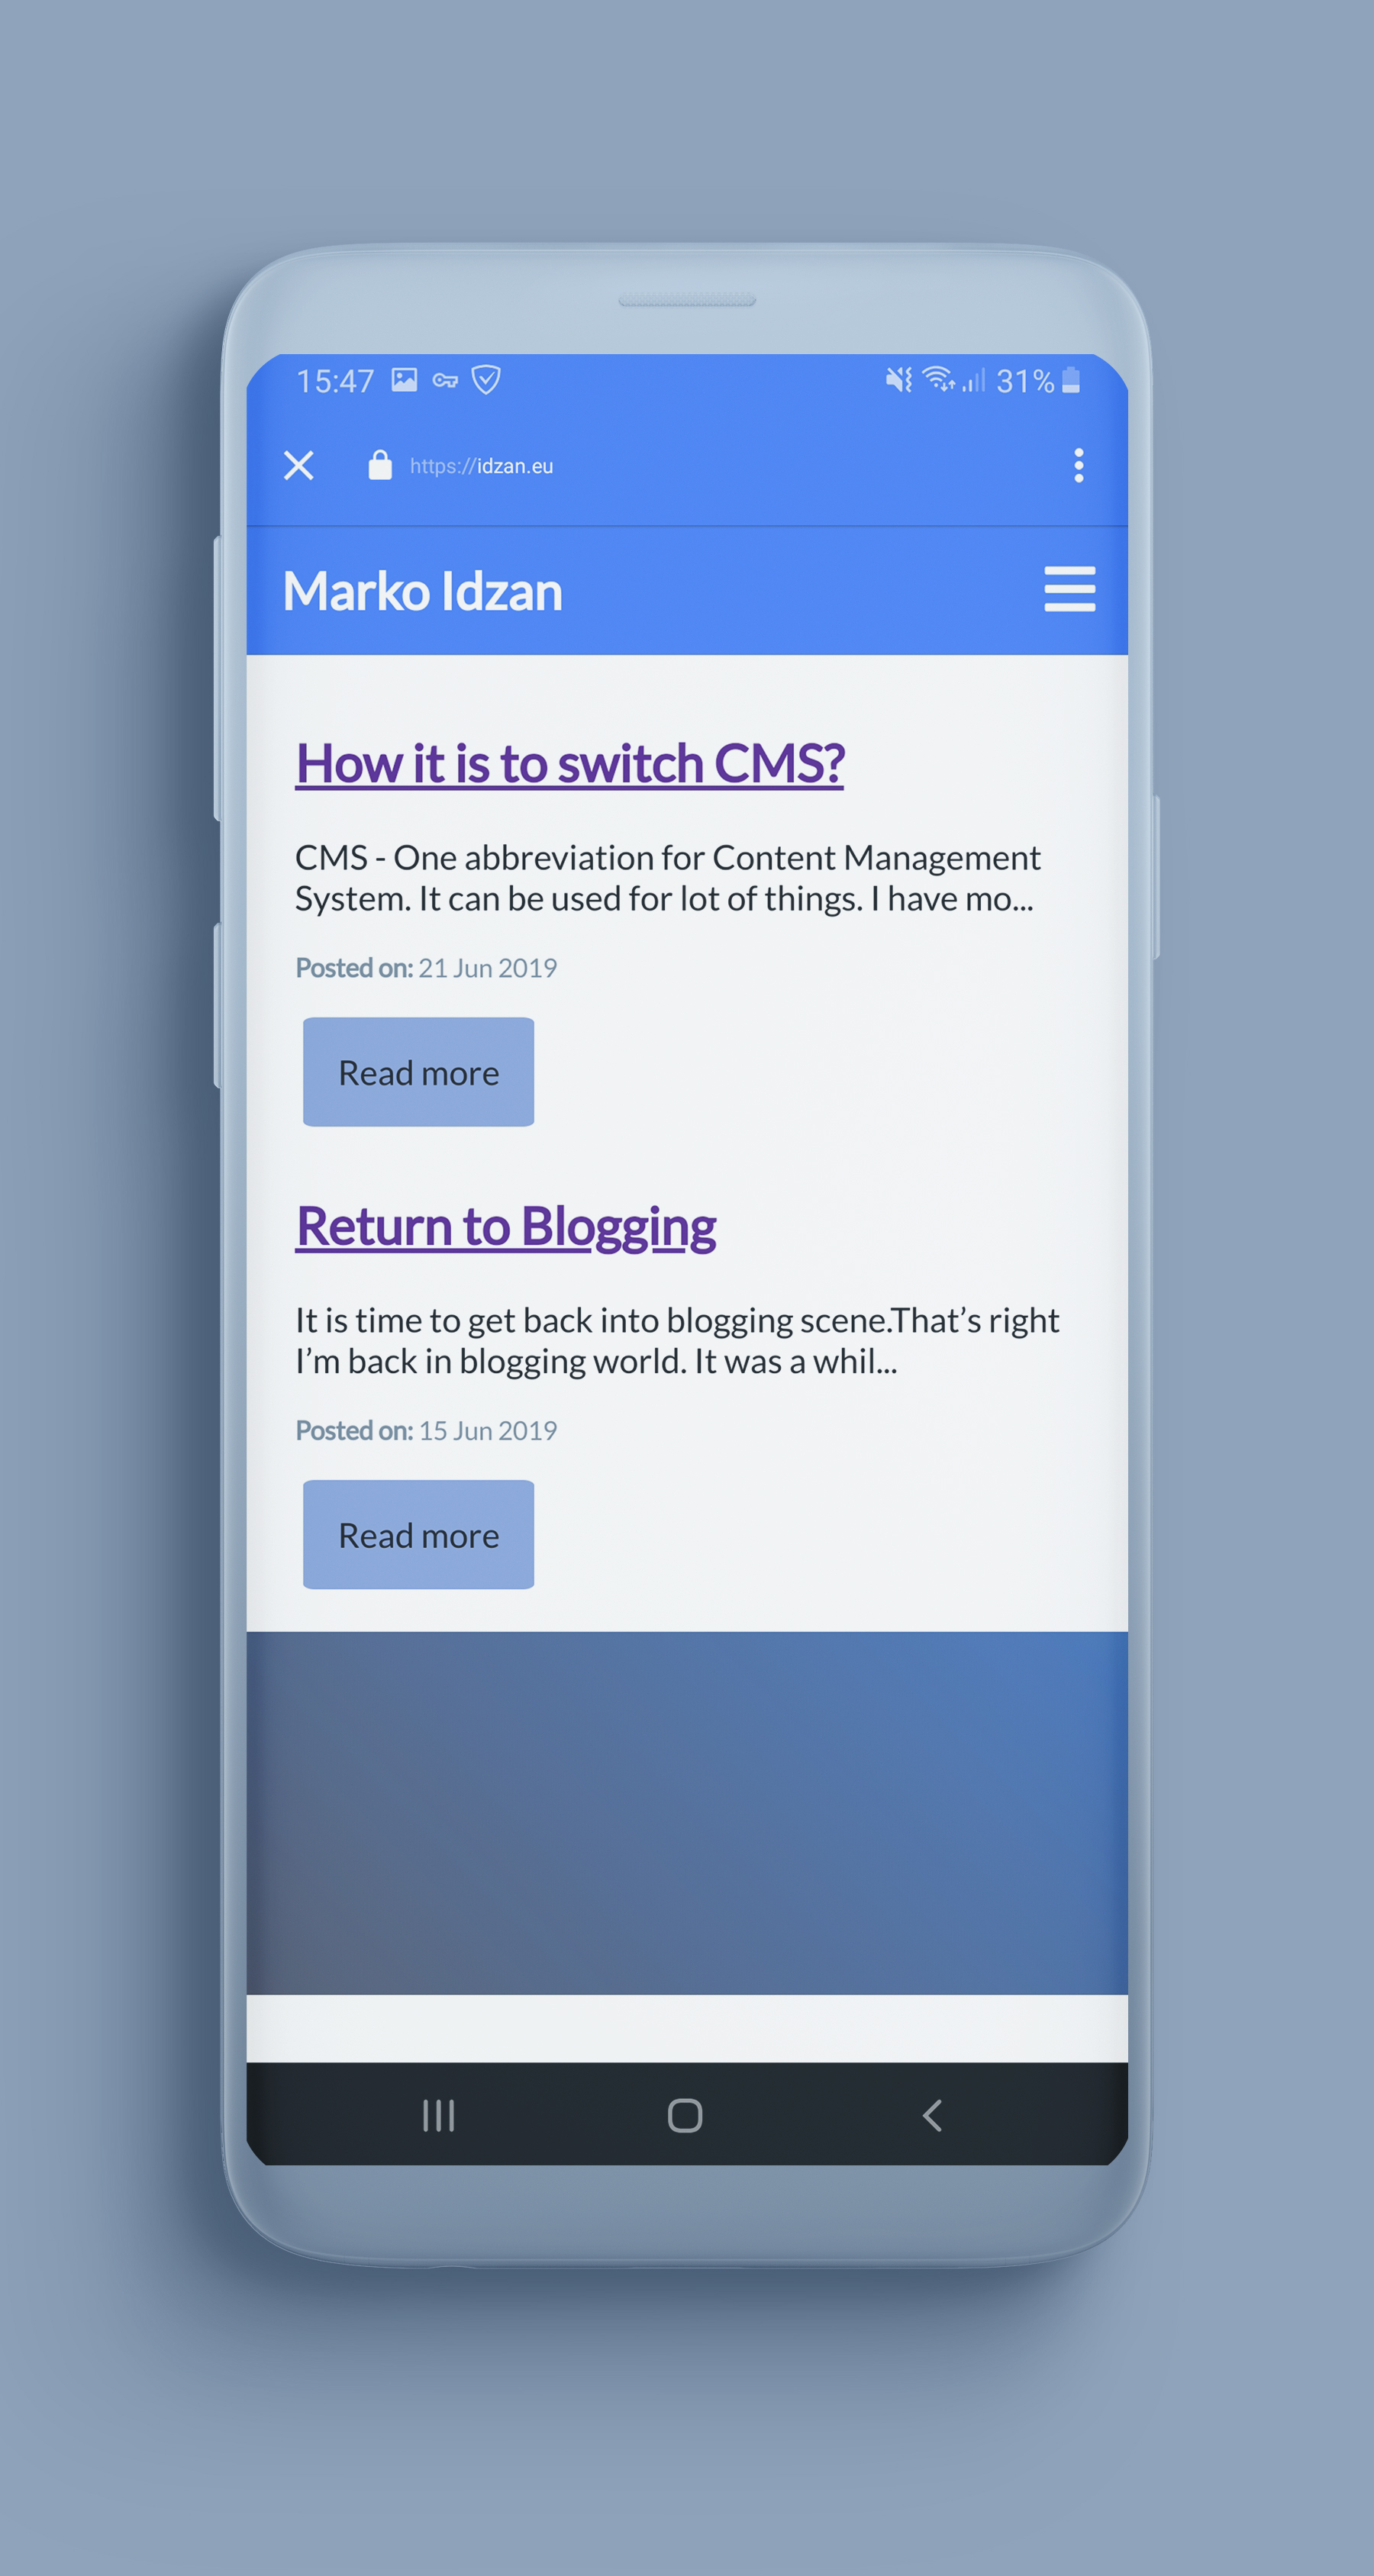 15:47 31%
https://idzan.eu
Marko Idzan
How it is to switch CMS?
CMS - One abbreviation for Content Management
System. It can be used for lot of things. I have mo...
Posted on: 21 Jun 2019
Read more
Return to Blogging
It is time to get back into blogging scene.That’s right
I’m back in blogging world. It was a whil...
Posted on: 15 Jun 2019
Read more